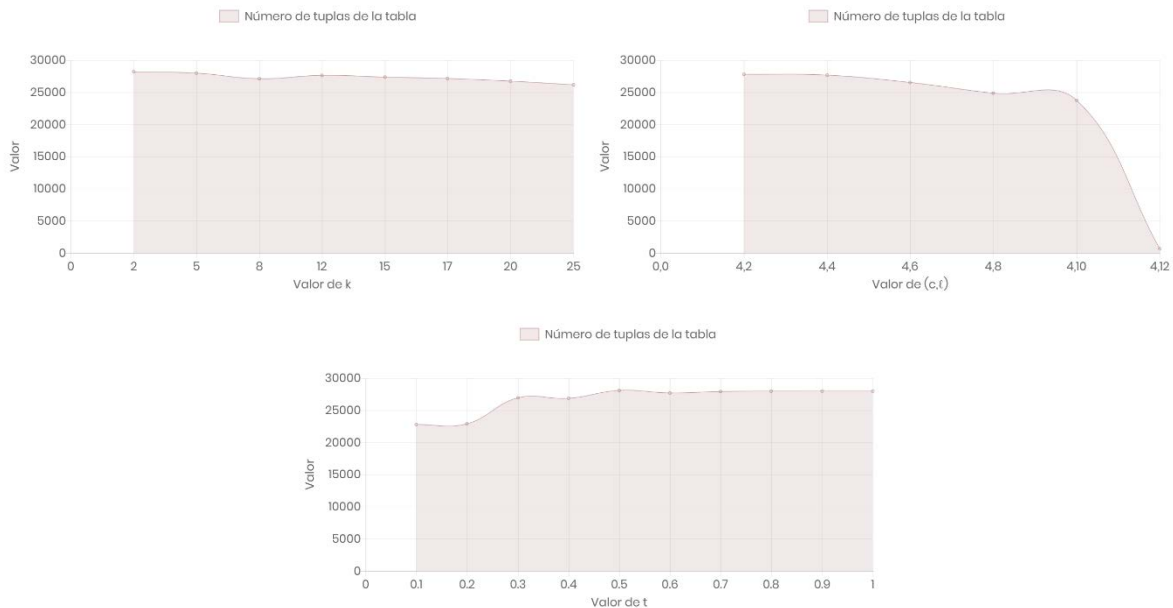 Número de tuplas de la tabla
30000
25000
20000
15000
10000
5000
0
Valor
0 2 5 8 12 15 17 20 25
Valor de k
Número de tuplas de la tabla
30000
25000
20000
15000
10000
5000
0
Valor
0,0 4,2 4,4 4,6 4,8 4,10 4,12
Valor de (c,ℓ)
Número de tuplas de la tabla
30000
25000
20000
15000
10000
5000
0
Valor
0 0.1 0.2 0.3 0.4 0.5 0.6 0.7 0.8 0.9 1
Valor de t